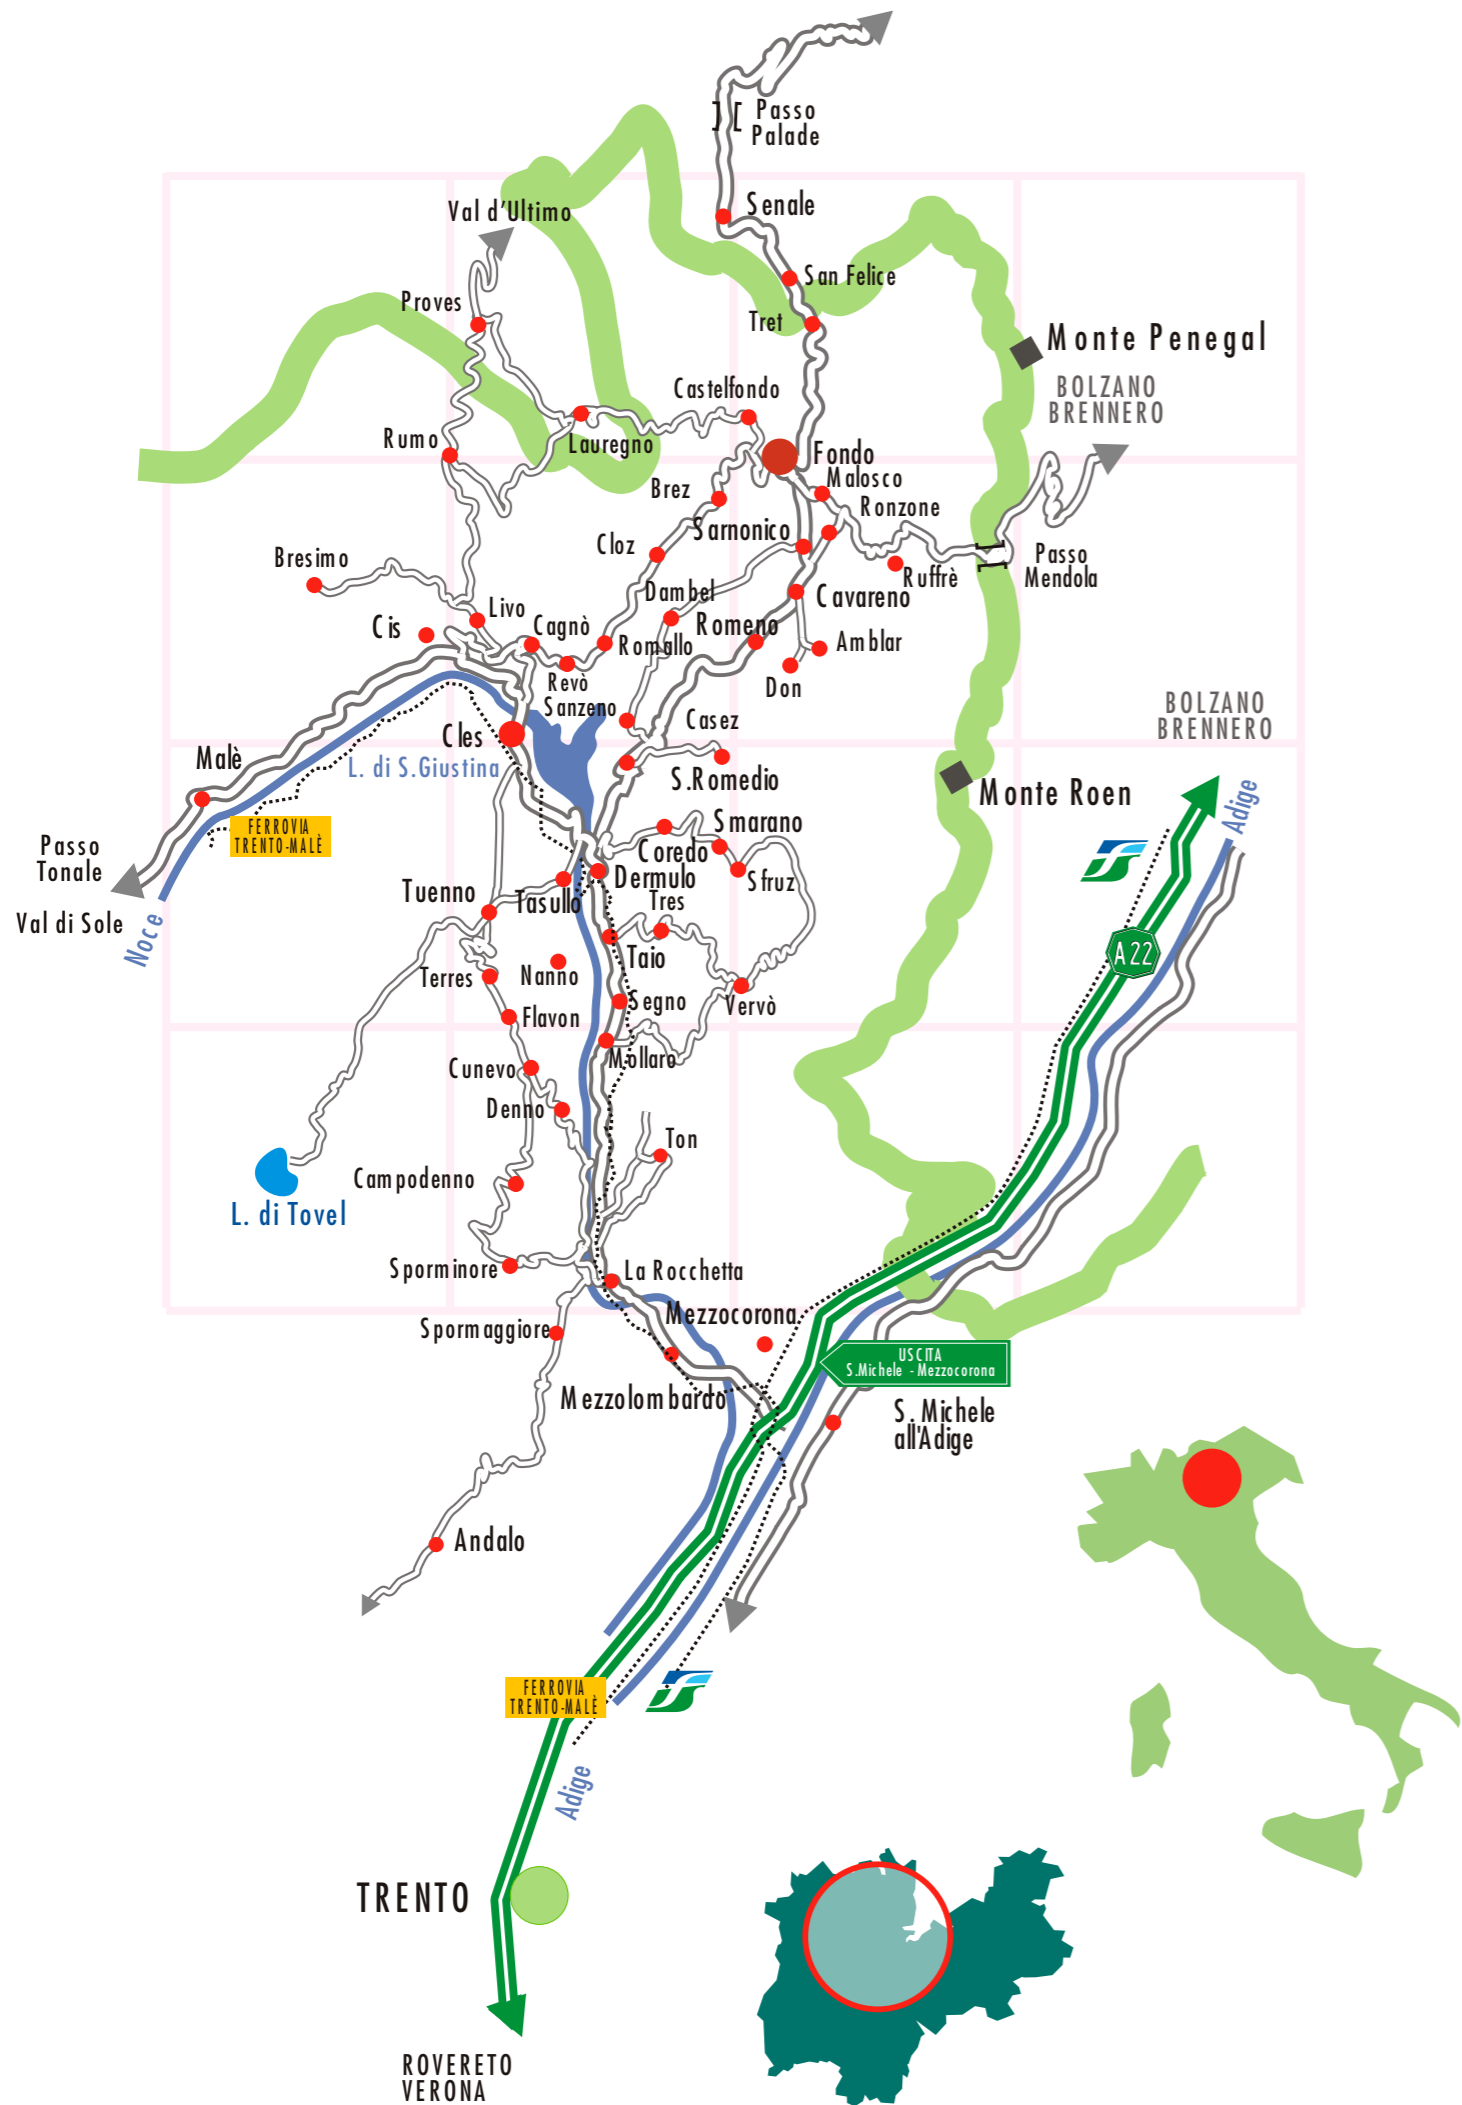 Passo
Palade
Senale
Val d'Ultimo
San Felice
Proves
Tret
Monte Penegal
BOLZANO
BRENNERO
Castelfondo
Rumo
Lauregno
Fondo
Malosco
Brez
Ronzone
Sarnonico
Cloz
Bresimo
Passo
Mendola
Ruffrè
Dambel
Cavareno
Livo
Cis
Cagnò
Romeno
Romallo
Amblar
Revò
Don
Sanzeno
Casez
BOLZANO
BRENNERO
Cles
Malè
L. di S.Giustina
S.Romedio
Monte Roen
Adige
FERROVIA
TRENTO-MALÈ
Smarano
Passo
Tonale
Coredo
Dermulo
Sfruz
Tuenno
Tasullo
Tres
Val di Sole
Noce
A22
Taio
Terres
Nanno
Segno
Vervò
Flavon
Mollaro
Cunevo
Denno
Ton
Campodenno
L. di Tovel
Sporminore
La Rocchetta
Mezzocorona
Spormaggiore
USCITA
S.Michele - Mezzocorona
Mezzolombardo
S. Michele
all'Adige
Andalo
FERROVIA
TRENTO-MALÈ
Adige
TRENTO
ROVERETO
VERONA